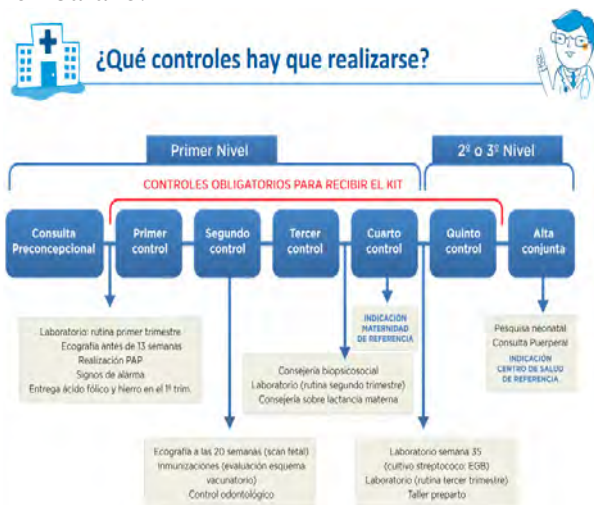 ¿Qué controles hay que realizarse?
Primer Nivel
2º o 3º Nivel
CONTROLES OBLIGATORIOS PARA RECIBIR EL KIT
Consulta
Preconcepcional
Primer
control
Segundo
control
Tercer
control
Cuarto
control
Quinto
control
Alta
conjunta
Laboratorio: rutina primer trimestre
Ecografía antes de 13 semanas
Realización PAP
Signos de alarma
Entrega ácido fólico y hierro en el 1º trim.
Ecografía a las 20 semanas (scan fetal)
Inmunizaciones (evaluación esquema
vacunatorio)
Control odontológico
Consejería biopsicosocial
Laboratorio (rutina segundo trimestre)
Consejería sobre lactancia materna
INDICACIÓN
MATERNIDAD
DE REFERENCIA
Laboratorio semana 35
(cultivo streptococo: EGB)
Laboratorio (rutina tercer trimestre)
Taller preparto
Pesquisa neonatal
Consulta Puerperal
INDICACIÓN
CENTRO DE SALUD
DE REFERENCIA